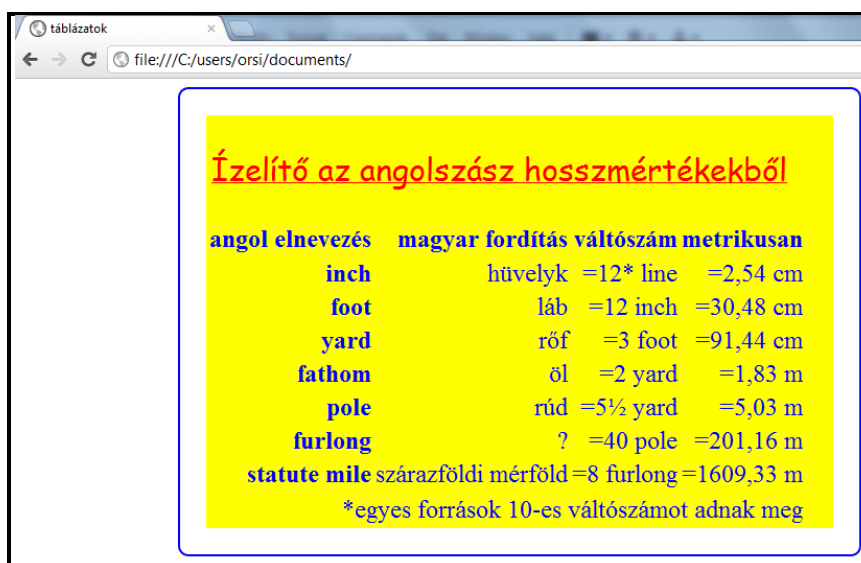 táblázatok
file:///C:/users/orsi/documents/
Ízelítő az angolszász hosszmértékekből
angol elnevezés magyar fordítás váltószám metrikusan
inch hüvelyk =12* line =2,54 cm
foot láb =12 inch =30,48 cm
yard rőf =3 foot =91,44 cm
fathom öl =2 yard =1,83 m
pole rúd =5½ yard =5,03 m
furlong ? =40 pole =201,16 m
statute mile szárazföldi mérföld =8 furlong =1609,33 m
*egyes források 10-es váltószámot adnak meg